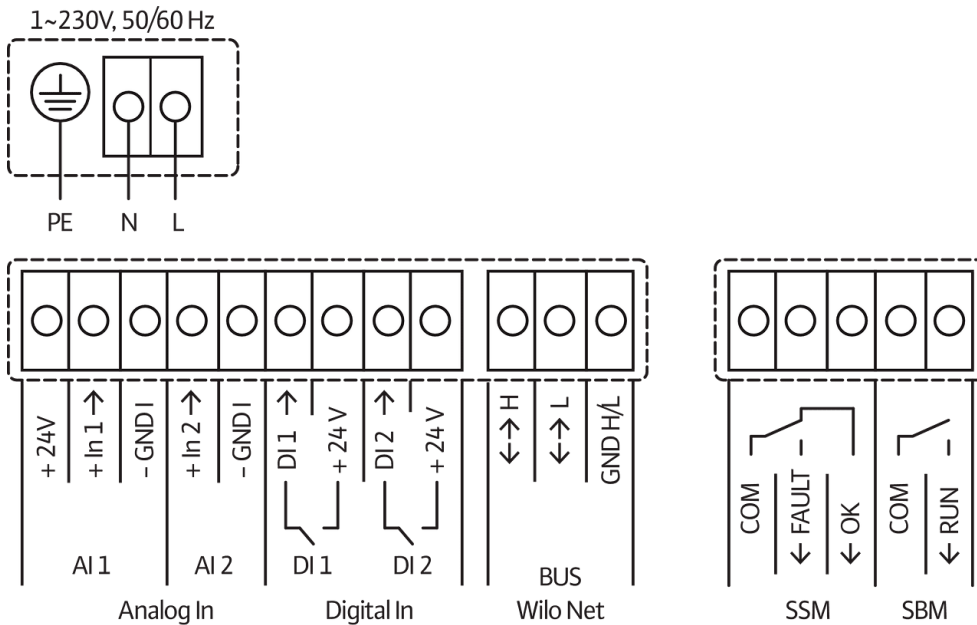 1~230V, 50/60 Hz
PE N L
+ 24V
+ In 1 →
- GND I
+ In 2 →
- GND I
DI 1 →
+ 24 V
DI 2 →
+ 24 V
H
L
GND H/L
COM
FAULT
OK
COM
RUN
AI 1 AI 2 DI 1 DI 2
BUS
Analog In Digital In Wilo Net SSM SBM